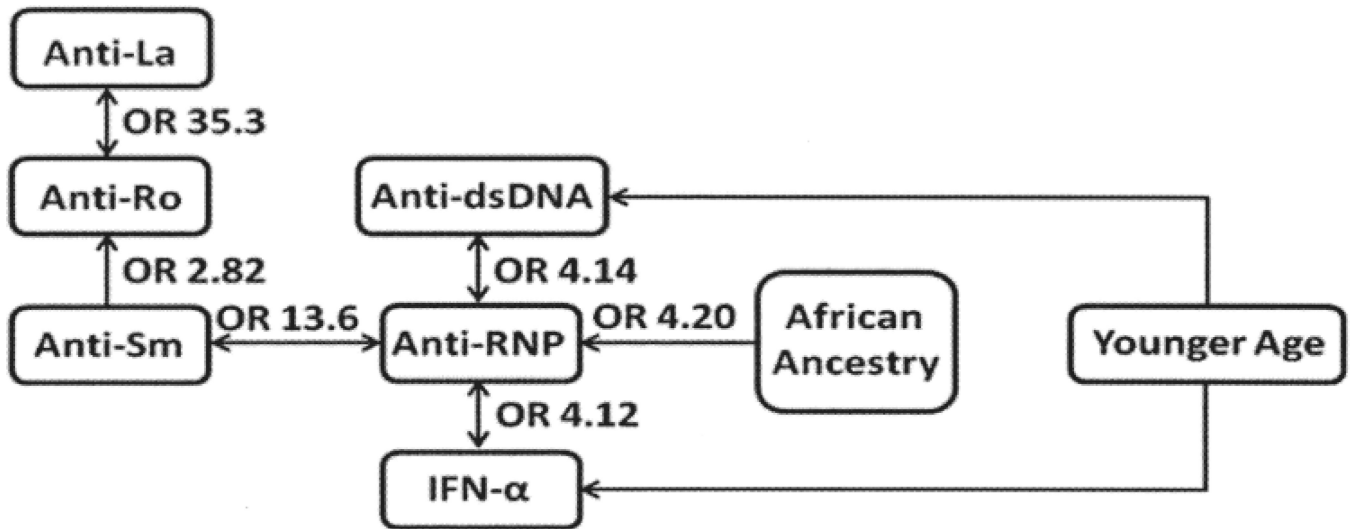 Anti-La
OR 35.3
Anti-Ro
Anti-dsDNA
OR 2.82
OR 4.14
Anti-Sm
OR 13.6
Anti-RNP
OR 4.20
African
Ancestry
Younger Age
OR 4.12
IFN-α